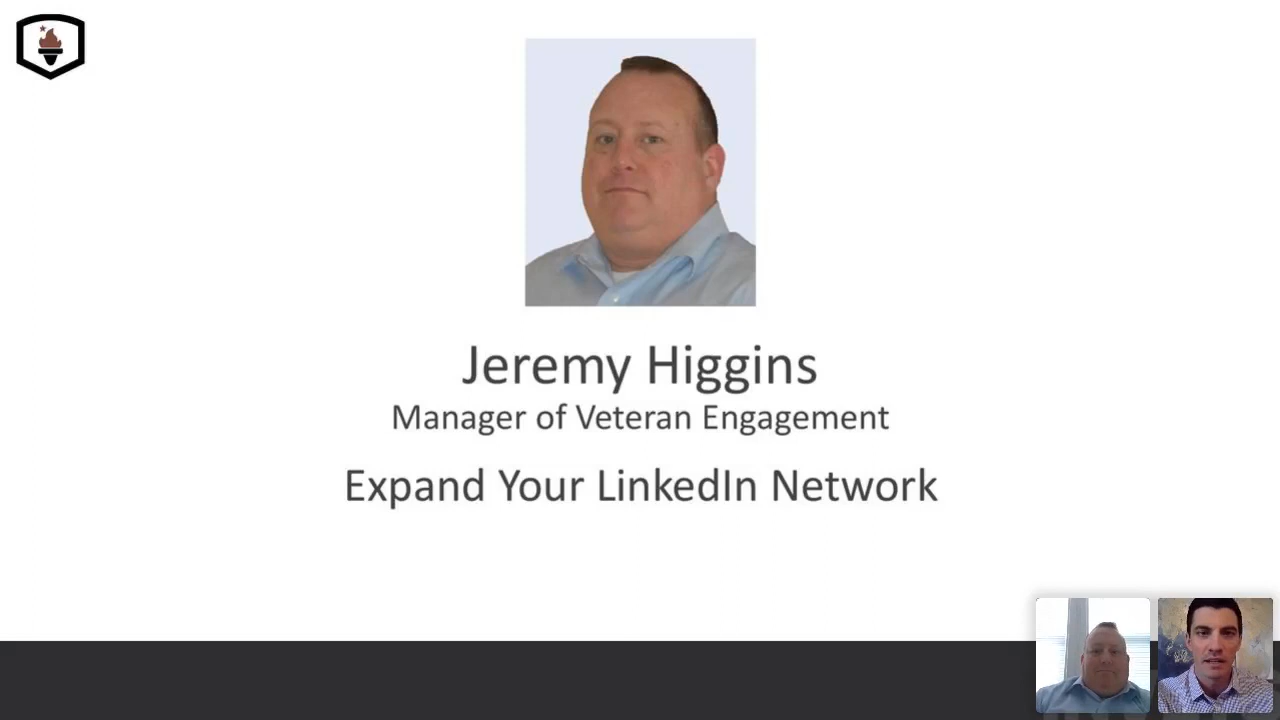 Jeremy Higgins
Manager of Veteran Engagement
Expand Your LinkedIn Network